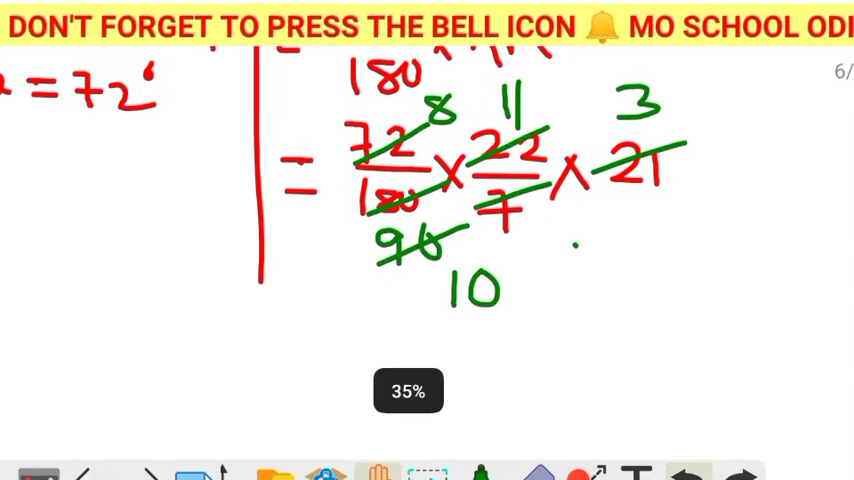 DON'T FORGET TO PRESS THE BELL ICON 🔔 MO SCHOOL ODI
6/
180
= 72°
8 11 3
= 72/180 × 22/7 × 21
90
10
35%